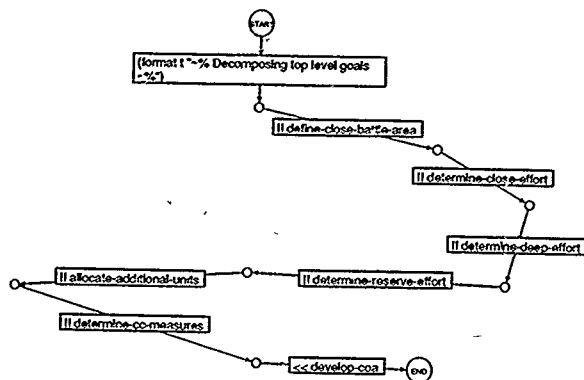 START
(format t "~% Decomposing top level goals
~%")
!! define-close-battle-area
!! determine-close-effort
!! determine-deep-effort
!! determine-reserve-effort
!! allocate-additional-units
!! determine-cc-measures
<< develop-coa
END